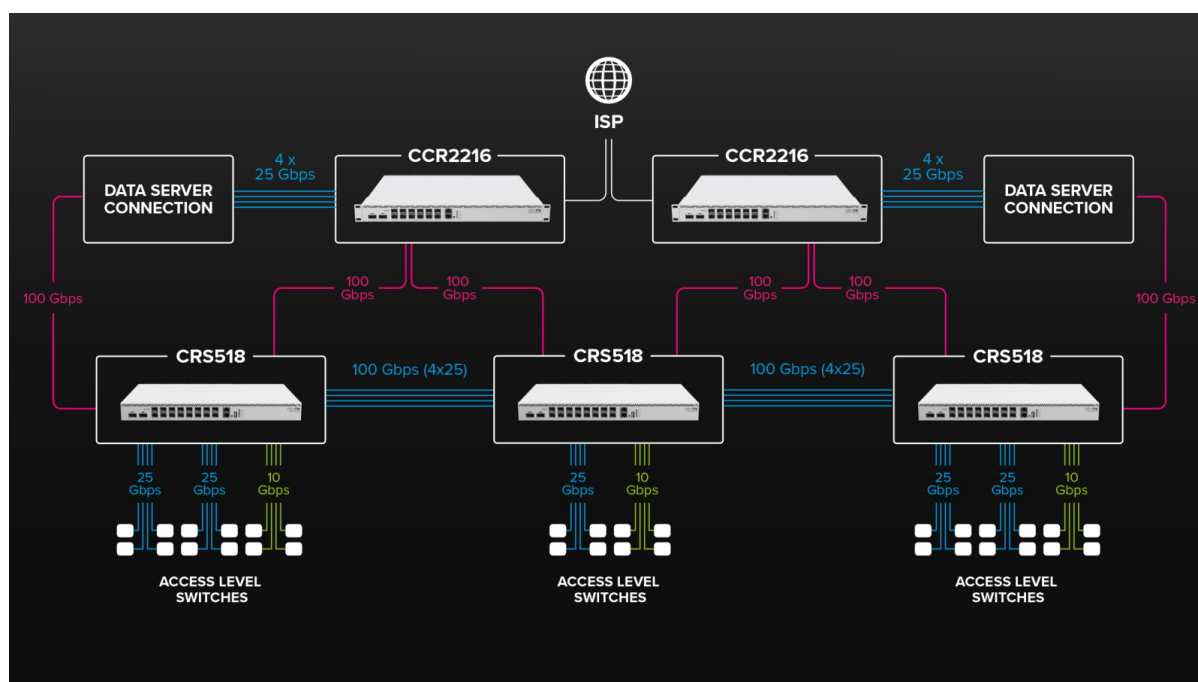 ISP
CCR2216
CCR2216
4 x
25 Gbps
4 x
25 Gbps
DATA SERVER
CONNECTION
DATA SERVER
CONNECTION
100
Gbps
100
Gbps
100
Gbps
100
Gbps
100 Gbps
100 Gbps
CRS518
CRS518
CRS518
100 Gbps (4x25)
100 Gbps (4x25)
25
Gbps
25
Gbps
10
Gbps
25
Gbps
10
Gbps
25
Gbps
25
Gbps
10
Gbps
ACCESS LEVEL
SWITCHES
ACCESS LEVEL
SWITCHES
ACCESS LEVEL
SWITCHES